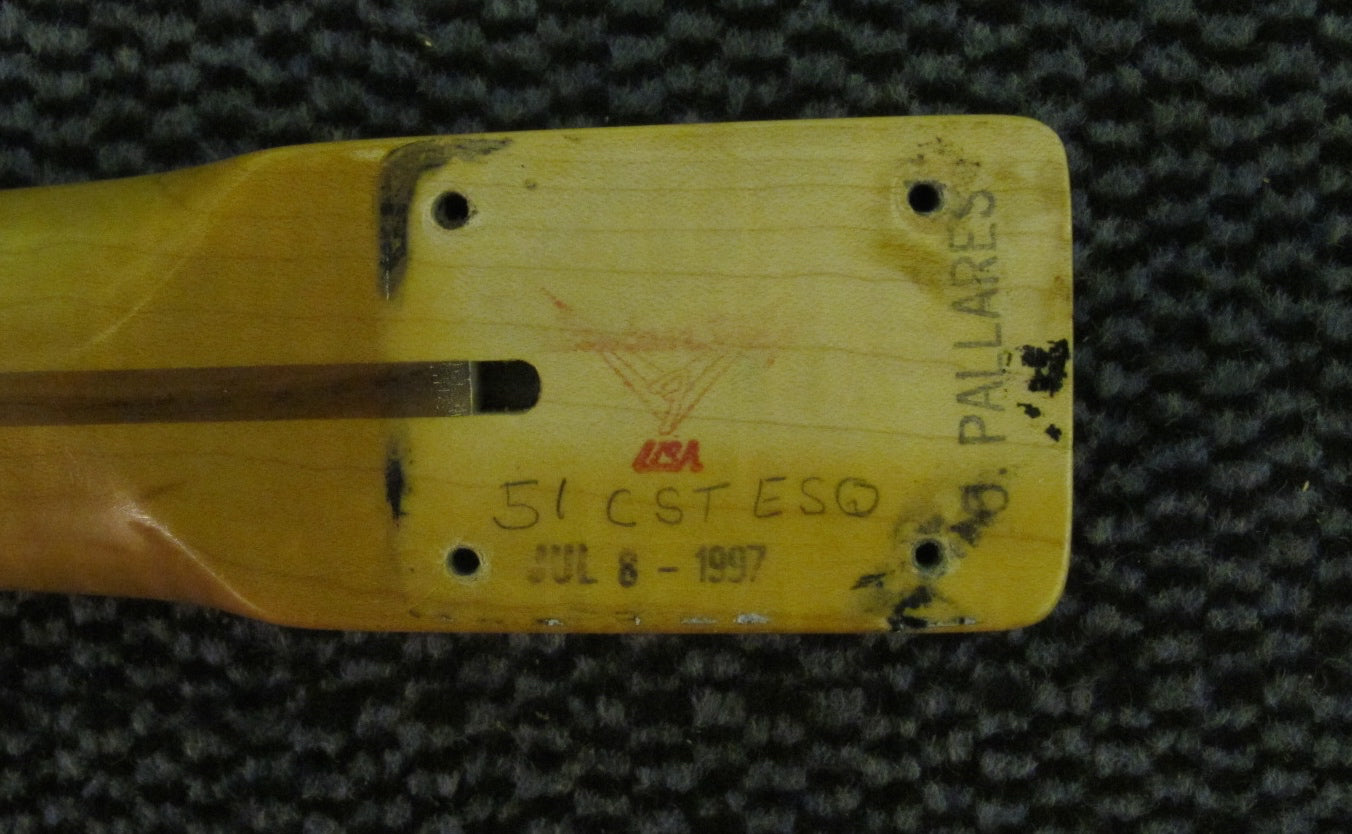 USA
51 CST ESQ
JUL 8 - 1997
PALLARES